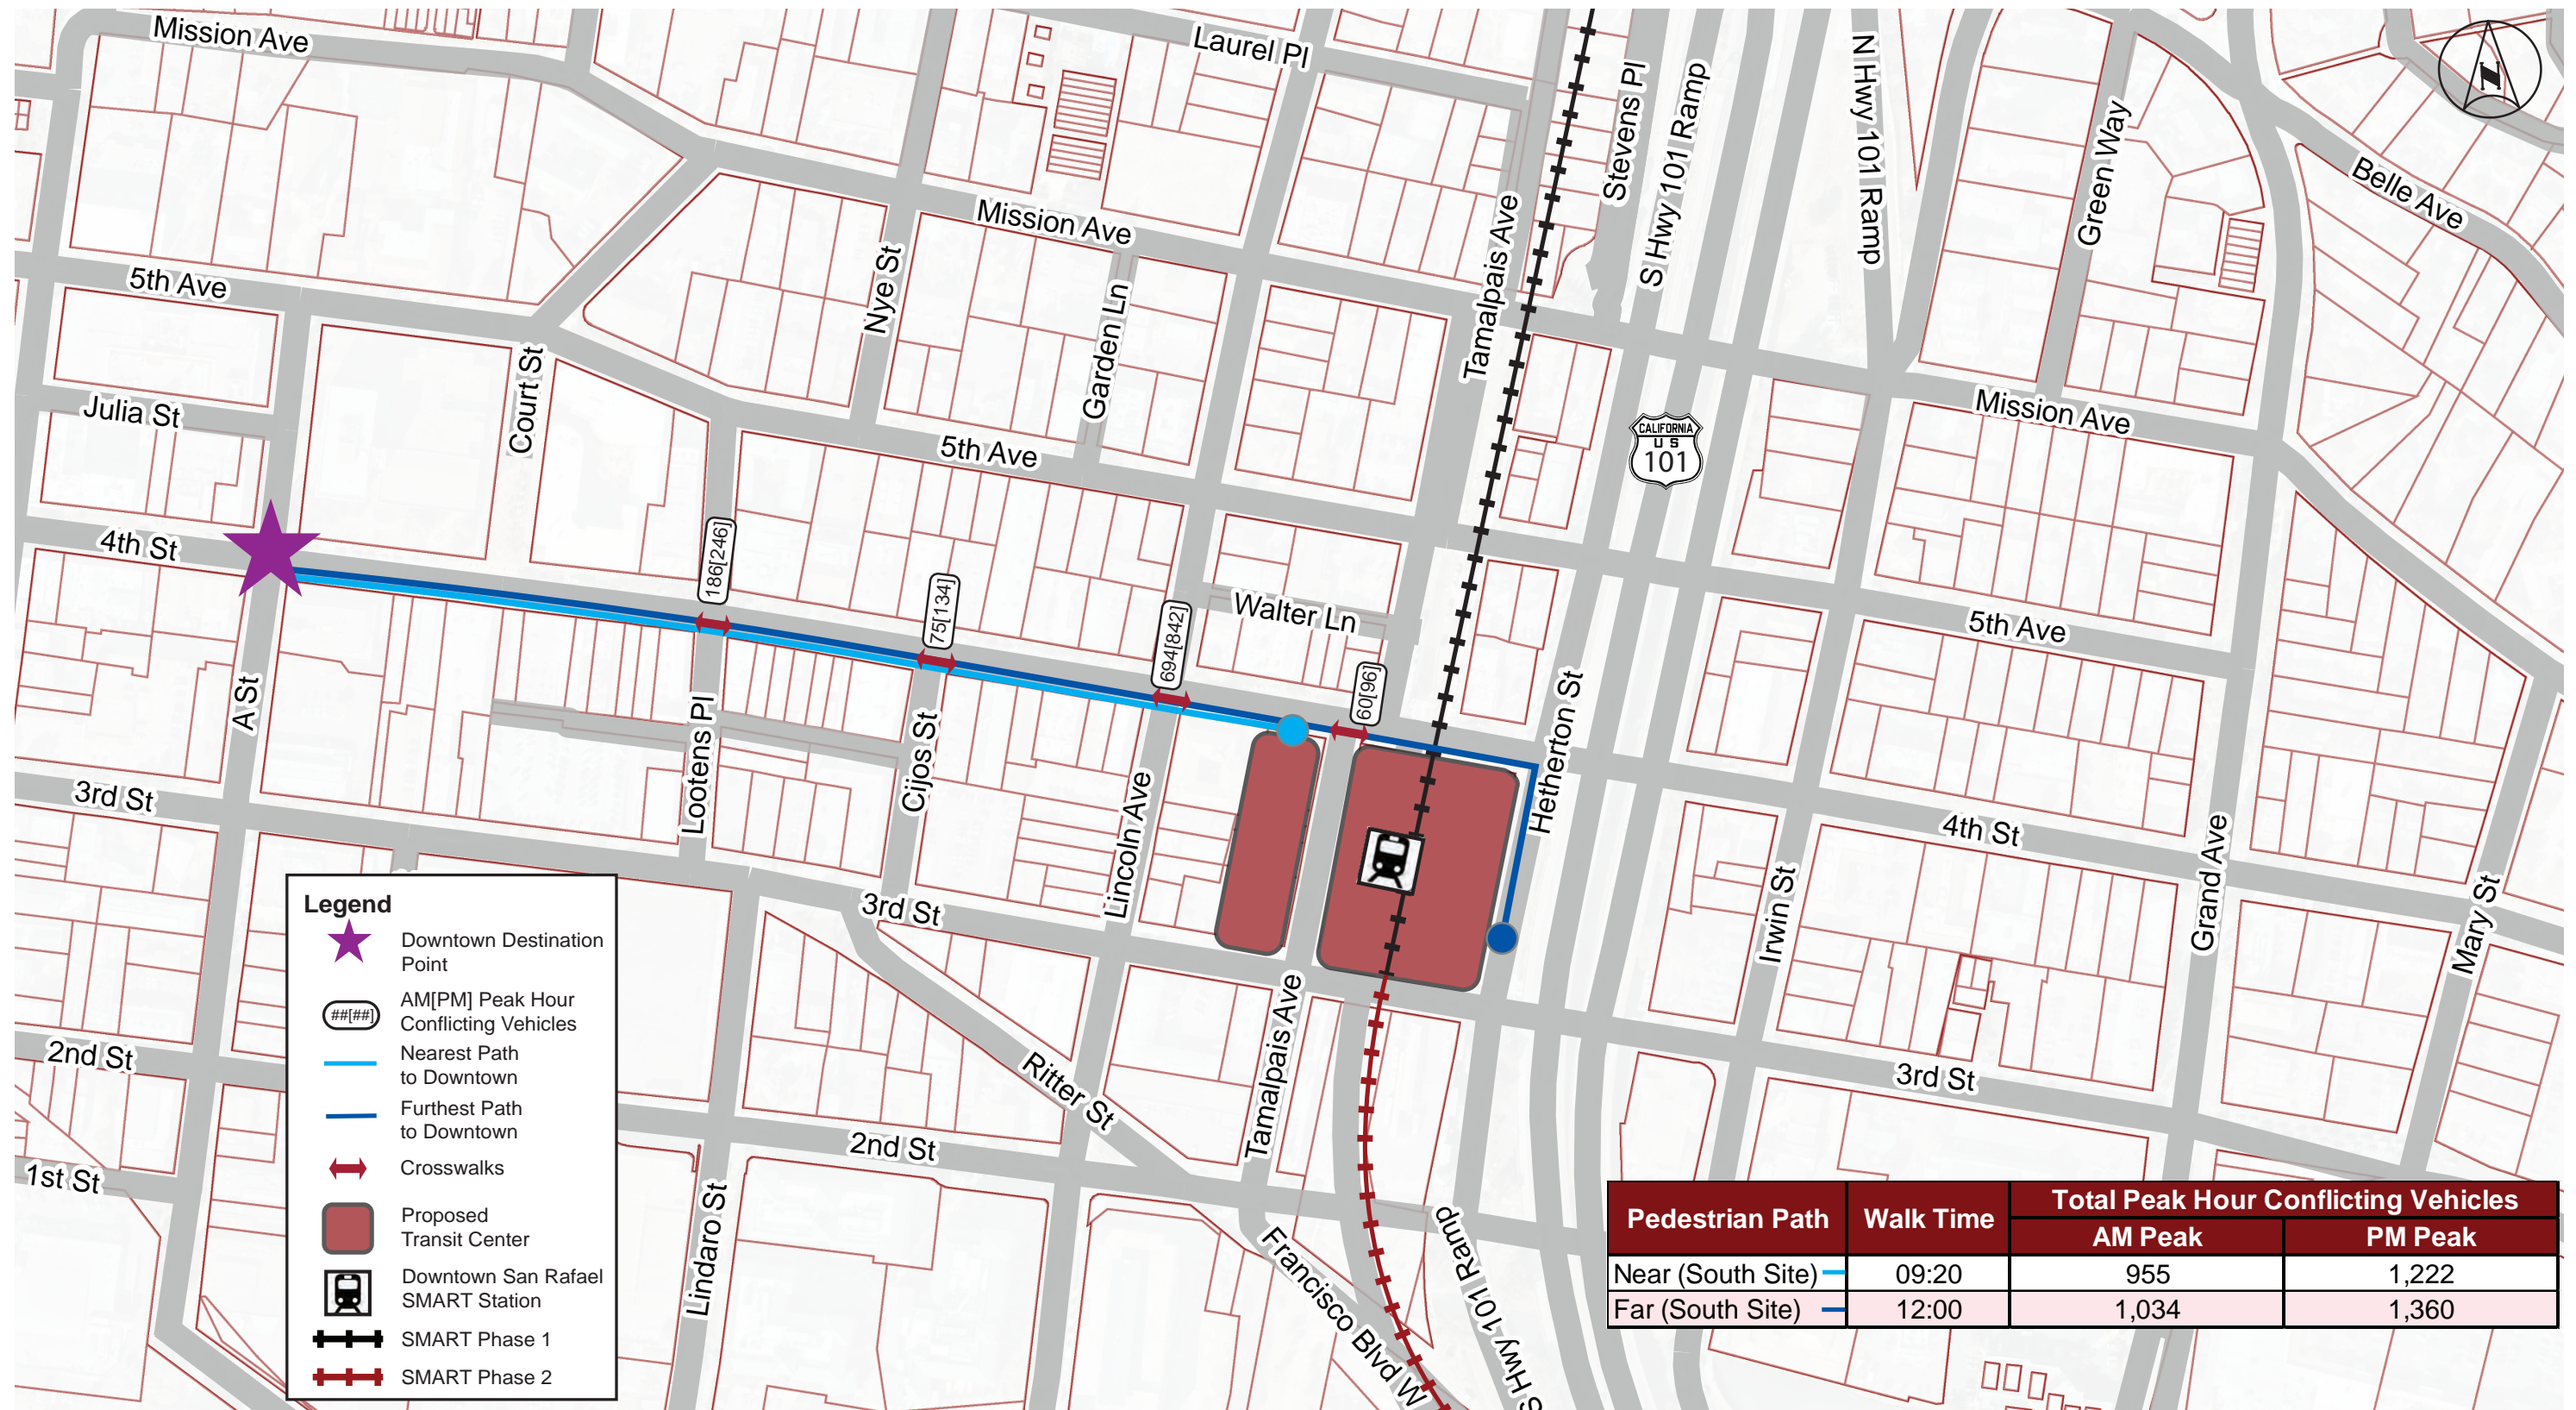 Mission Ave
Laurel Pl
Stevens Pl
S Hwy 101 Ramp
N Hwy 101 Ramp
Green Way
Belle Ave
N
Mission Ave
Tamalpais Ave
5th Ave
Nye St
Garden Ln
Court St
Julia St
5th Ave
CALIFORNIA
US
101
Mission Ave
4th St
186[246]
75[134]
694[842]
60[96]
Walter Ln
5th Ave
A St
Lootens Pl
Cijos St
Lincoln Ave
Hetherton St
3rd St
4th St
Irwin St
Grand Ave
Mary St
3rd St
2nd St
Ritter St
Tamalpais Ave
3rd St
2nd St
1st St
Lindaro St
Francisco Blvd W
S Hwy 101 Ramp
Legend
Downtown Destination
Point
##[##]
AM[PM] Peak Hour
Conflicting Vehicles
Nearest Path
to Downtown
Furthest Path
to Downtown
Crosswalks
Proposed
Transit Center
Downtown San Rafael
SMART Station
SMART Phase 1
SMART Phase 2
Pedestrian Path Walk Time Total Peak Hour Conflicting Vehicles
AM Peak PM Peak
Near (South Site) 09:20 955 1,222
Far (South Site) 12:00 1,034 1,360